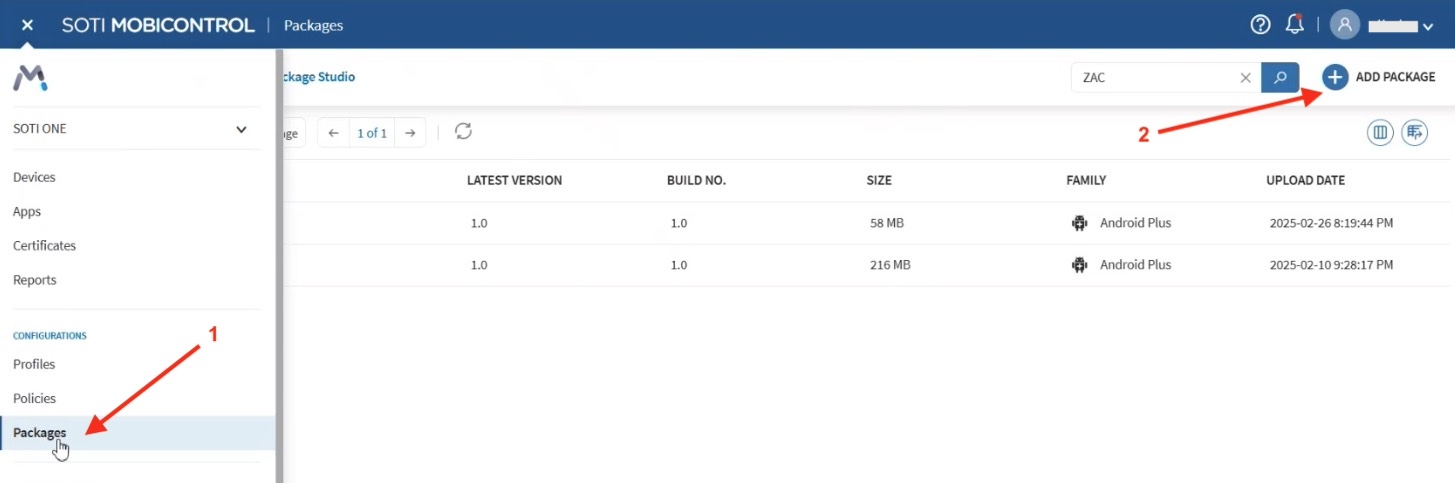 SOTI MOBICONTROL | Packages
ckage Studio
ZAC
ADD PACKAGE
SOTI ONE
age
1 of 1
2
Devices
Apps
Certificates
Reports
LATEST VERSION BUILD NO. SIZE FAMILY UPLOAD DATE
1.0 1.0 58 MB Android Plus 2025-02-26 8:19:44 PM
1.0 1.0 216 MB Android Plus 2025-02-10 9:28:17 PM
CONFIGURATIONS
1
Profiles
Policies
Packages